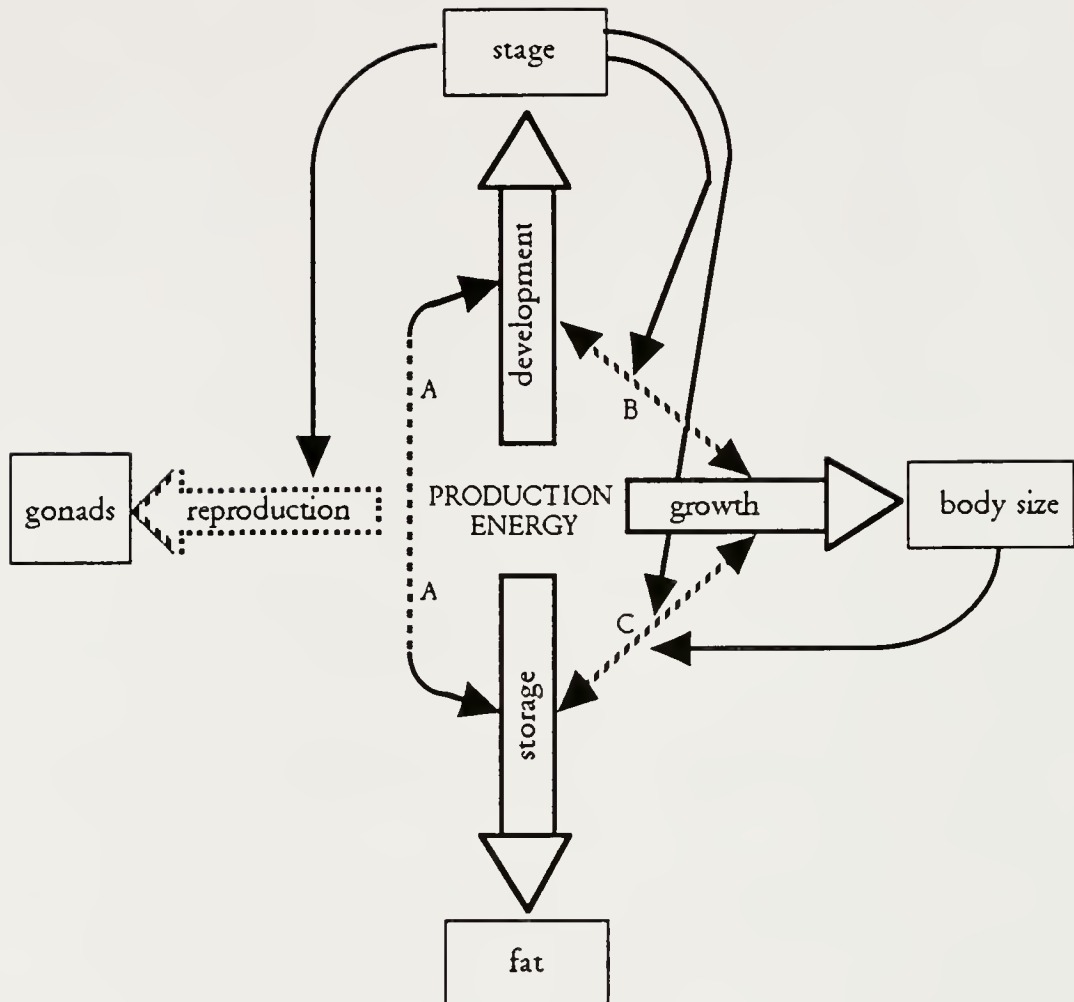 stage
development
A
B
gonads
reproduction
PRODUCTION
ENERGY
growth
body size
A
C
storage
fat